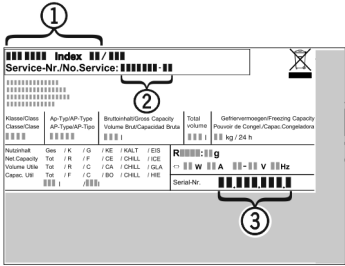 1
Index /
Service-Nr./No.Service: -
2
Klasse/Class Ap-Typ/AP-Type Bruttoinhalt/Gross Capacity Total Gefriervermoegen/Freezing Capacity
Classe/Clase AP-Type/AP-Tipo Volume Brut/Capacidad Bruta volume Pouvoir de Congel./Capac.Congeladora
l l kg / 24 h
Nutzinhalt Ges / K / G / KE / KALT / EIS
Net.Capacity Tot / R / F / CE / CHILL / ICE
Volume Utile Tot / R / C / CA / CHILL / GLA
Capac. Util Tot / F / C / BO / CHILL / HIE
l / l
R : g
W A - V Hz
Serial-Nr. . . .
3